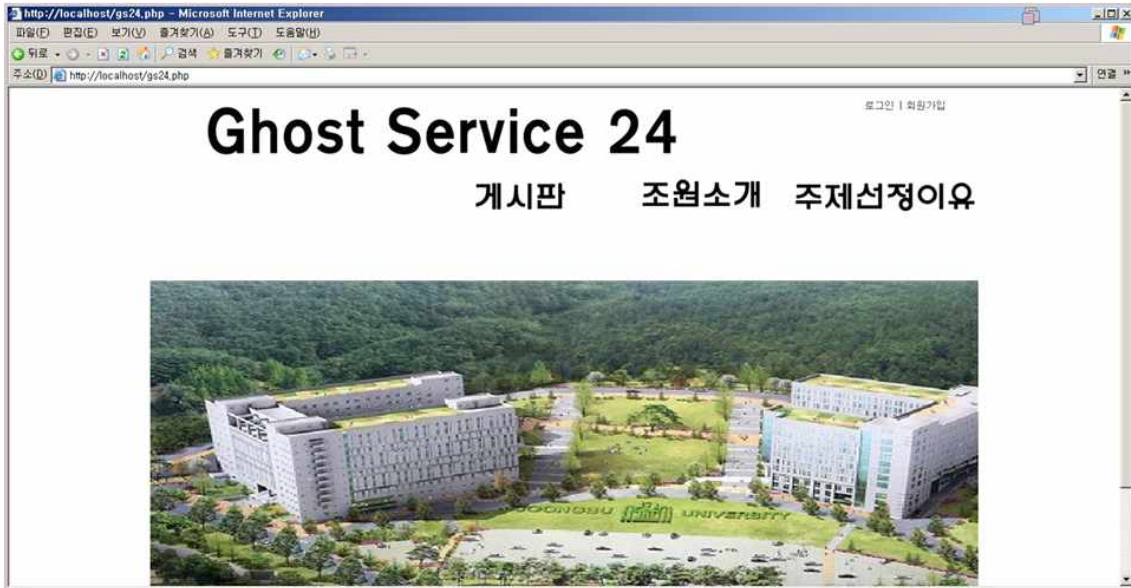 http://localhost/gs24.php - Microsoft Internet Explorer
파일(F) 편집(E) 보기(V) 즐겨찾기(A) 도구(T) 도움말(H)
뒤로 검색 즐겨찾기
주소(D) http://localhost/gs24.php 연결 »
로그인 | 회원가입
Ghost Service 24
게시판 조원소개 주제선정이유
JOONGBU UNIVERSITY